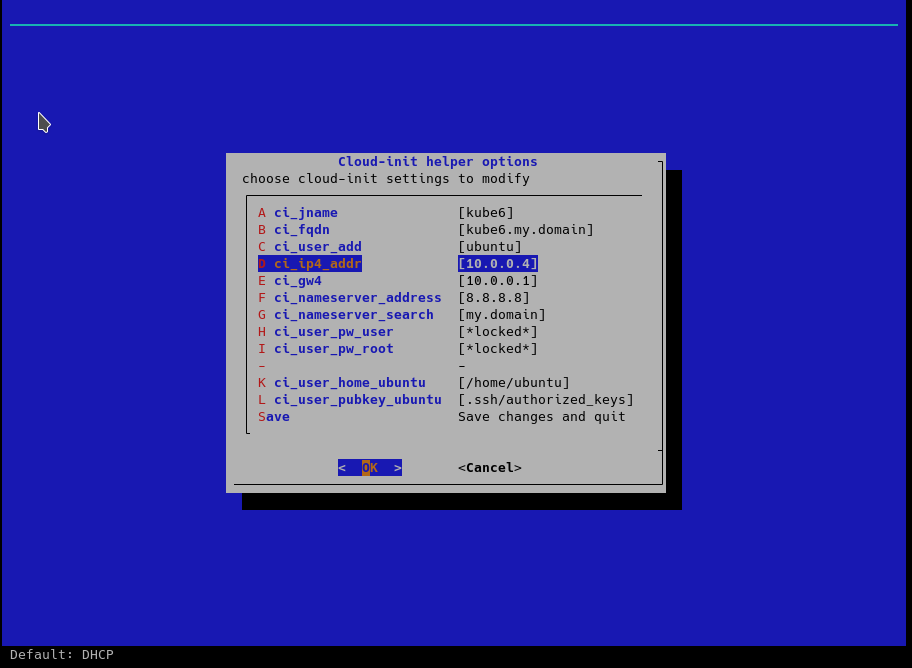 Cloud-init helper options
choose cloud-init settings to modify
A ci_jname [kube6]
B ci_fqdn [kube6.my.domain]
C ci_user_add [ubuntu]
D ci_ip4_addr [10.0.0.4]
E ci_gw4 [10.0.0.1]
F ci_nameserver_address [8.8.8.8]
G ci_nameserver_search [my.domain]
H ci_user_pw_user [*locked*]
I ci_user_pw_root [*locked*]
- -
K ci_user_home_ubuntu [/home/ubuntu]
L ci_user_pubkey_ubuntu [.ssh/authorized_keys]
Save Save changes and quit
< OK > <Cancel>
Default: DHCP